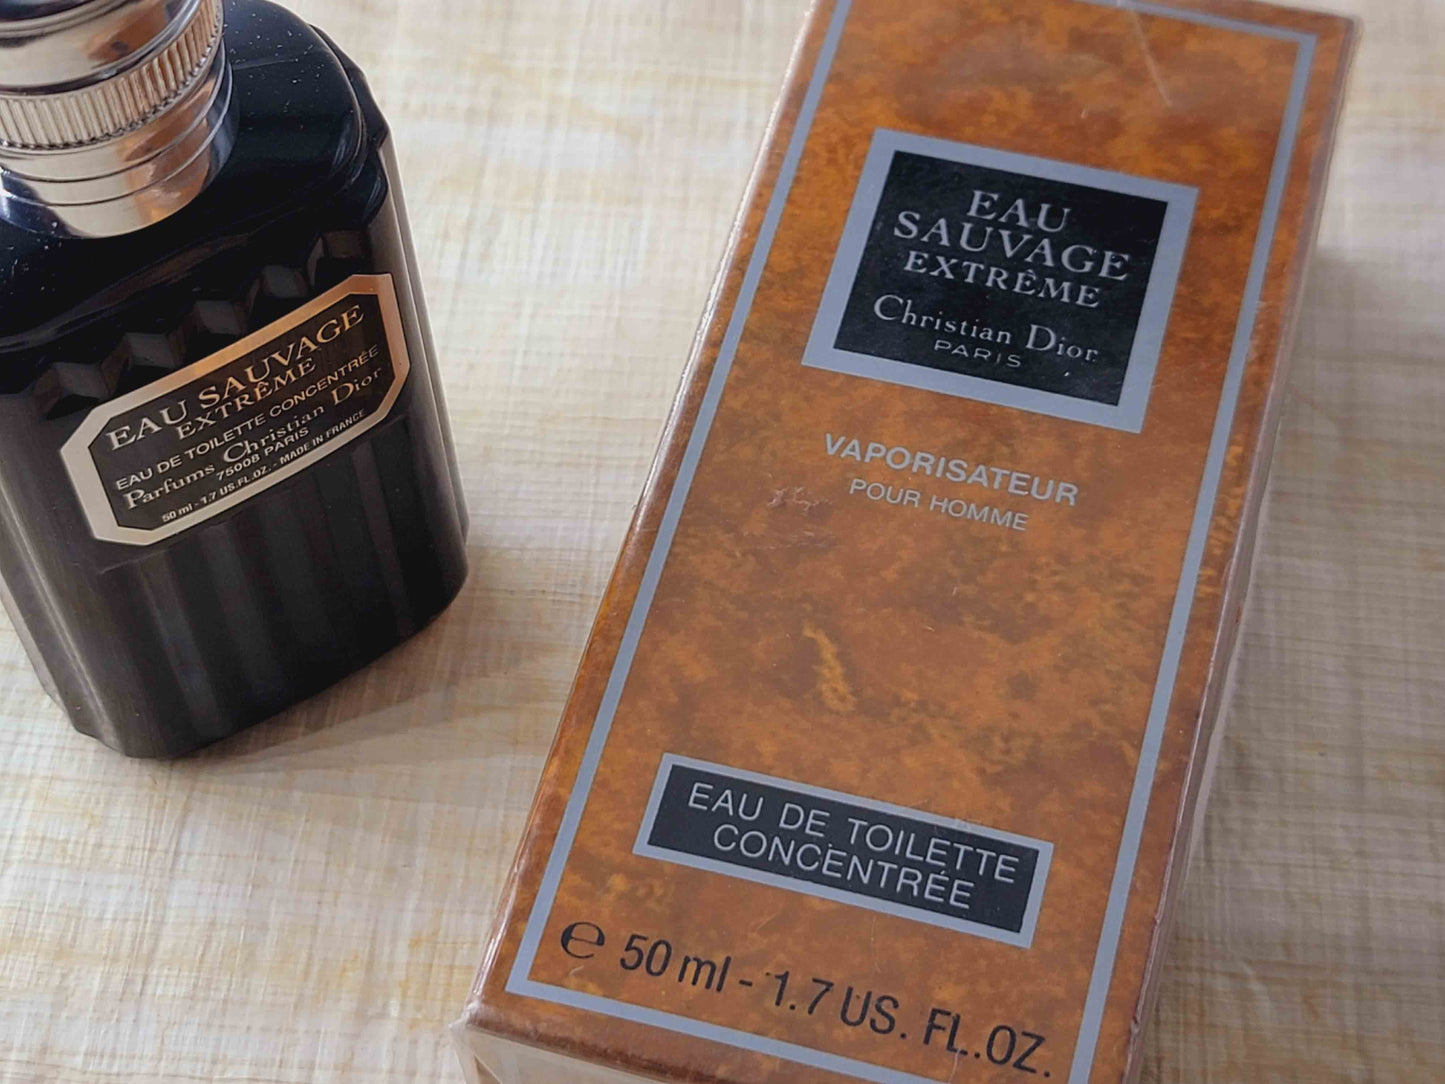 EAU SAUVAGE
EXTRÊME
EAU DE TOILETTE CONCENTRÉE
Parfums Christian Dior
75008 PARIS
50 ml - 1.7 US.FL.OZ. - MADE IN FRANCE
EAU
SAUVAGE
EXTRÊME
Christian Dior
PARIS
VAPORISATEUR
POUR HOMME
EAU DE TOILETTE
CONCENTRÉE
℮ 50 ml - 1.7 US. FL..OZ.